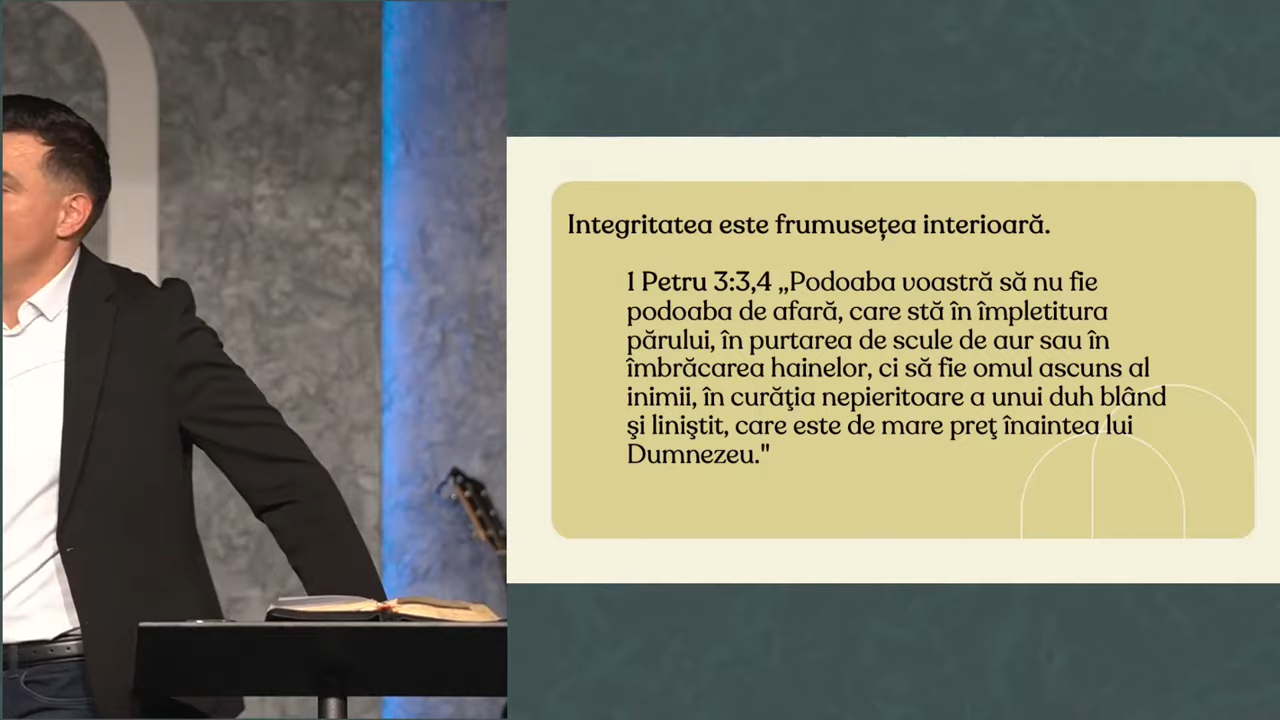 Integritatea este frumusețea interioară.
1 Petru 3:3,4 „Podoaba voastră să nu fie
podoaba de afară, care stă în împletitura
părului, în purtarea de scule de aur sau în
îmbrăcarea hainelor, ci să fie omul ascuns al
inimii, în curăţia nepieritoare a unui duh blând
şi liniştit, care este de mare preţ înaintea lui
Dumnezeu."